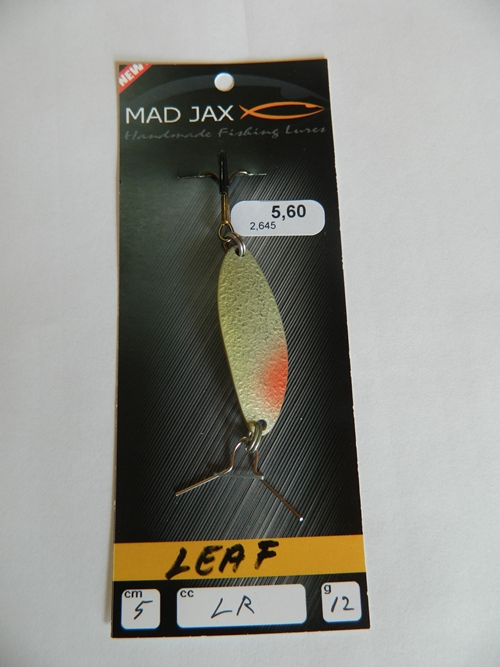 NEW
MAD JAX
Handmade Fishing Lures
5,60
2,645
LEAF
cm cc g
5 LR 12